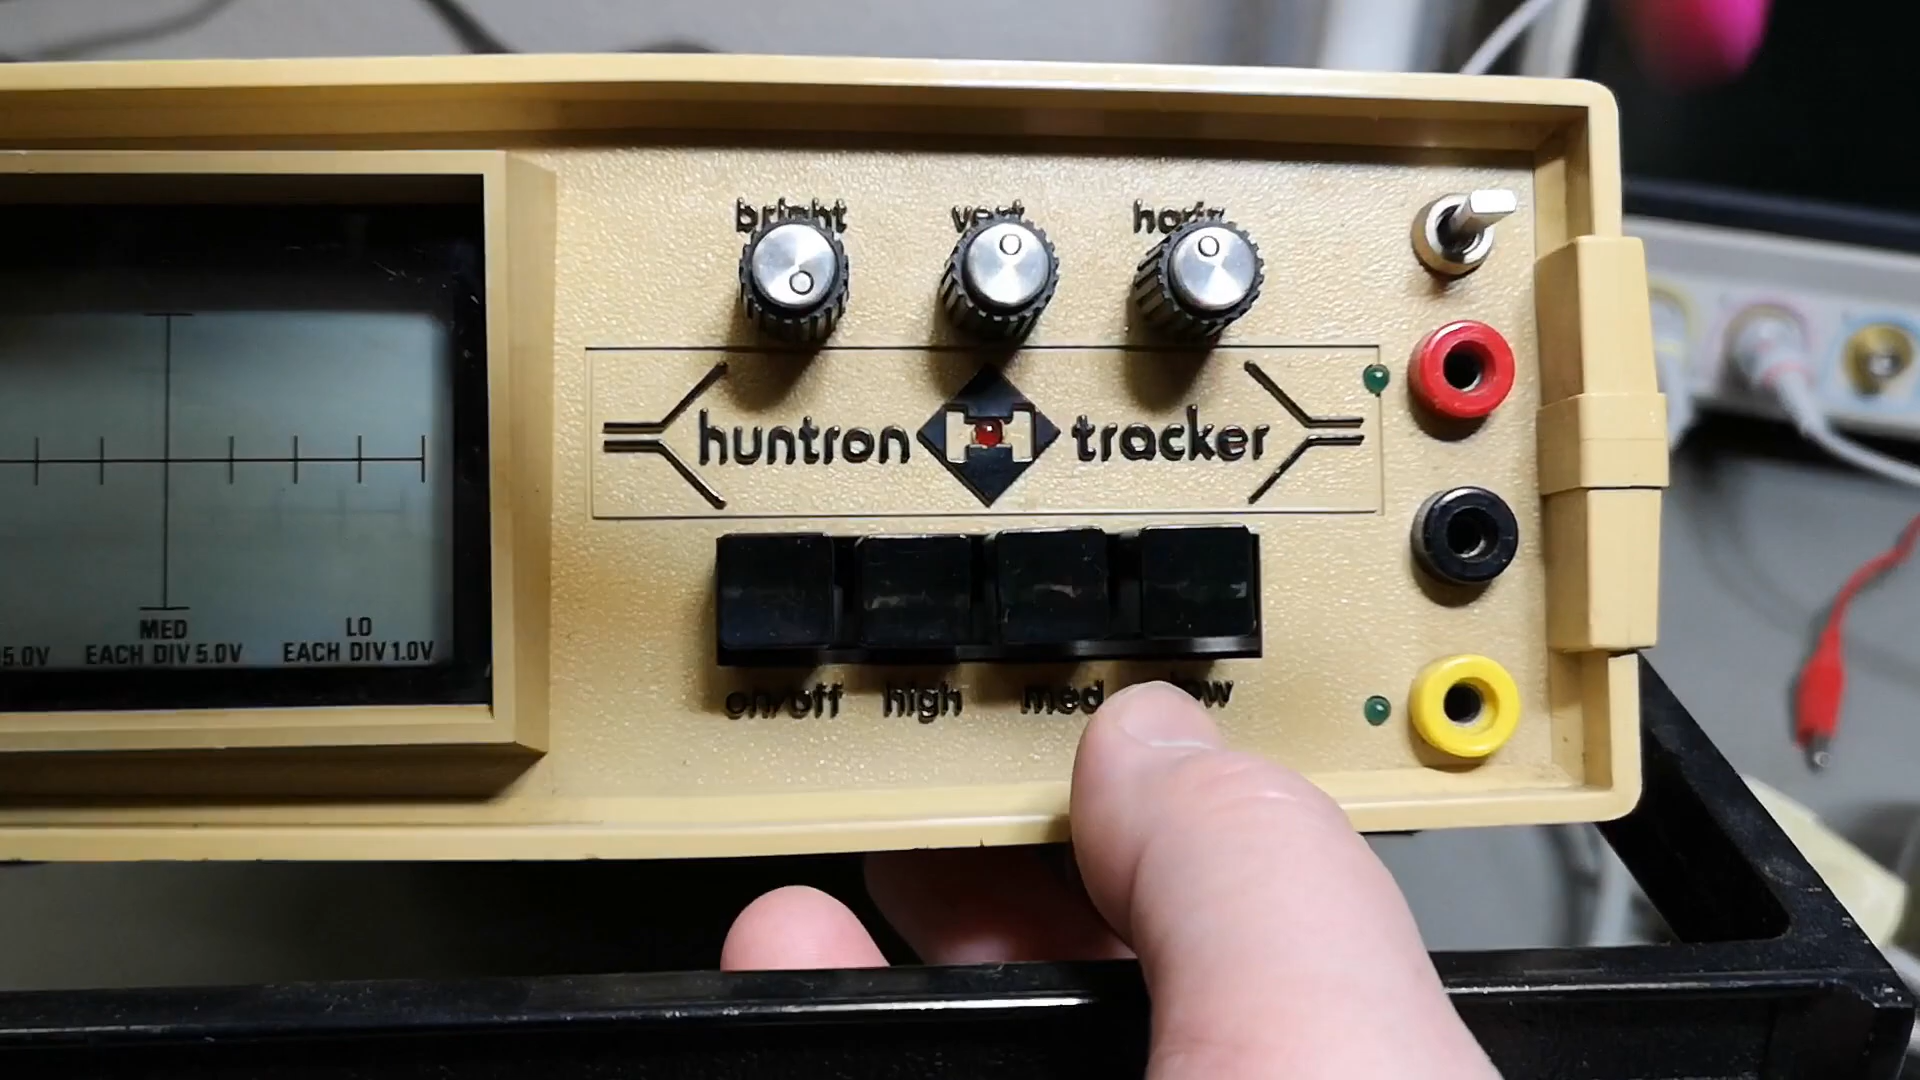 bright vert horiz
huntron tracker
MED LO
5.0V EACH DIV 5.0V EACH DIV 1.0V
on/off high med low